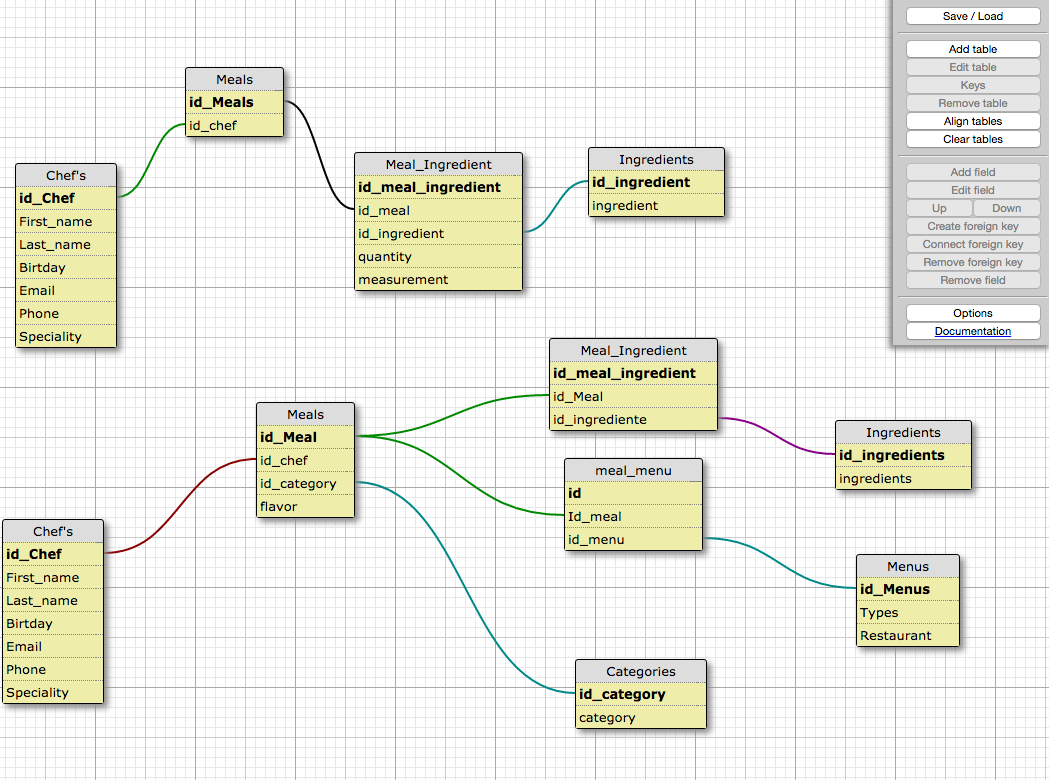 Meals
id_Meals
id_chef
Chef's
id_Chef
First_name
Last_name
Birtday
Email
Phone
Speciality
Meal_Ingredient
id_meal_ingredient
id_meal
id_ingredient
quantity
measurement
Ingredients
id_ingredient
ingredient
Save / Load
Add table
Edit table
Keys
Remove table
Align tables
Clear tables
Add field
Edit field
Up Down
Create foreign key
Connect foreign key
Remove foreign key
Remove field
Options
Documentation
Meal_Ingredient
id_meal_ingredient
id_Meal
id_ingrediente
Meals
id_Meal
id_chef
id_category
flavor
Ingredients
id_ingredients
ingredients
meal_menu
id
Id_meal
id_menu
Chef's
id_Chef
First_name
Last_name
Birtday
Email
Phone
Speciality
Menus
id_Menus
Types
Restaurant
Categories
id_category
category